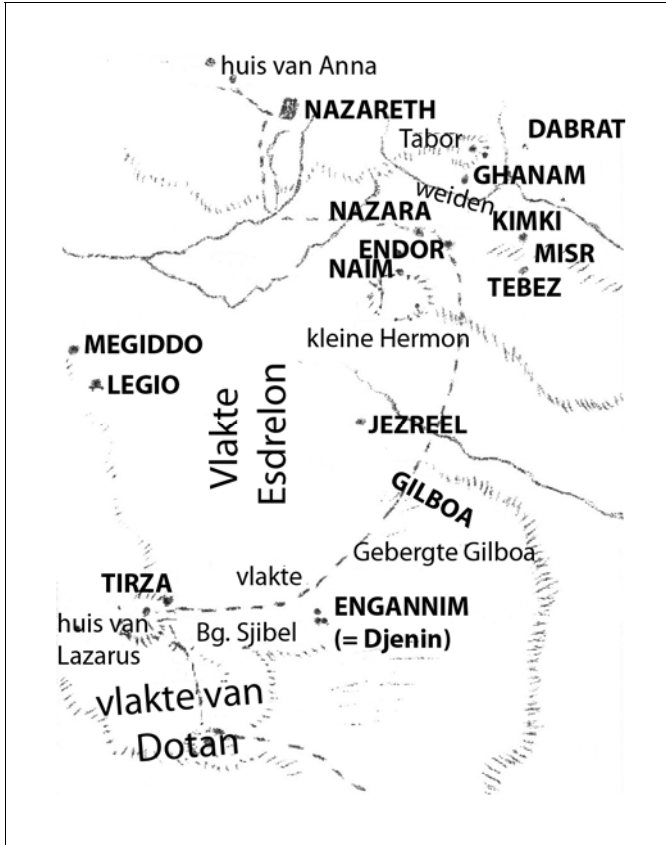 huis van Anna
NAZARETH
DABRAT
Tabor
GHANAM
weiden
NAZARA
KIMKI
ENDOR
MISR
NAIM
TEBEZ
kleine Hermon
MEGIDDO
LEGIO
Vlakte
Esdrelon
JEZREEL
GILBOA
Gebergte Gilboa
vlakte
TIRZA
ENGANNIM
huis van
Bg. Sjibel
(= Djenin)
Lazarus
vlakte van
Dotan